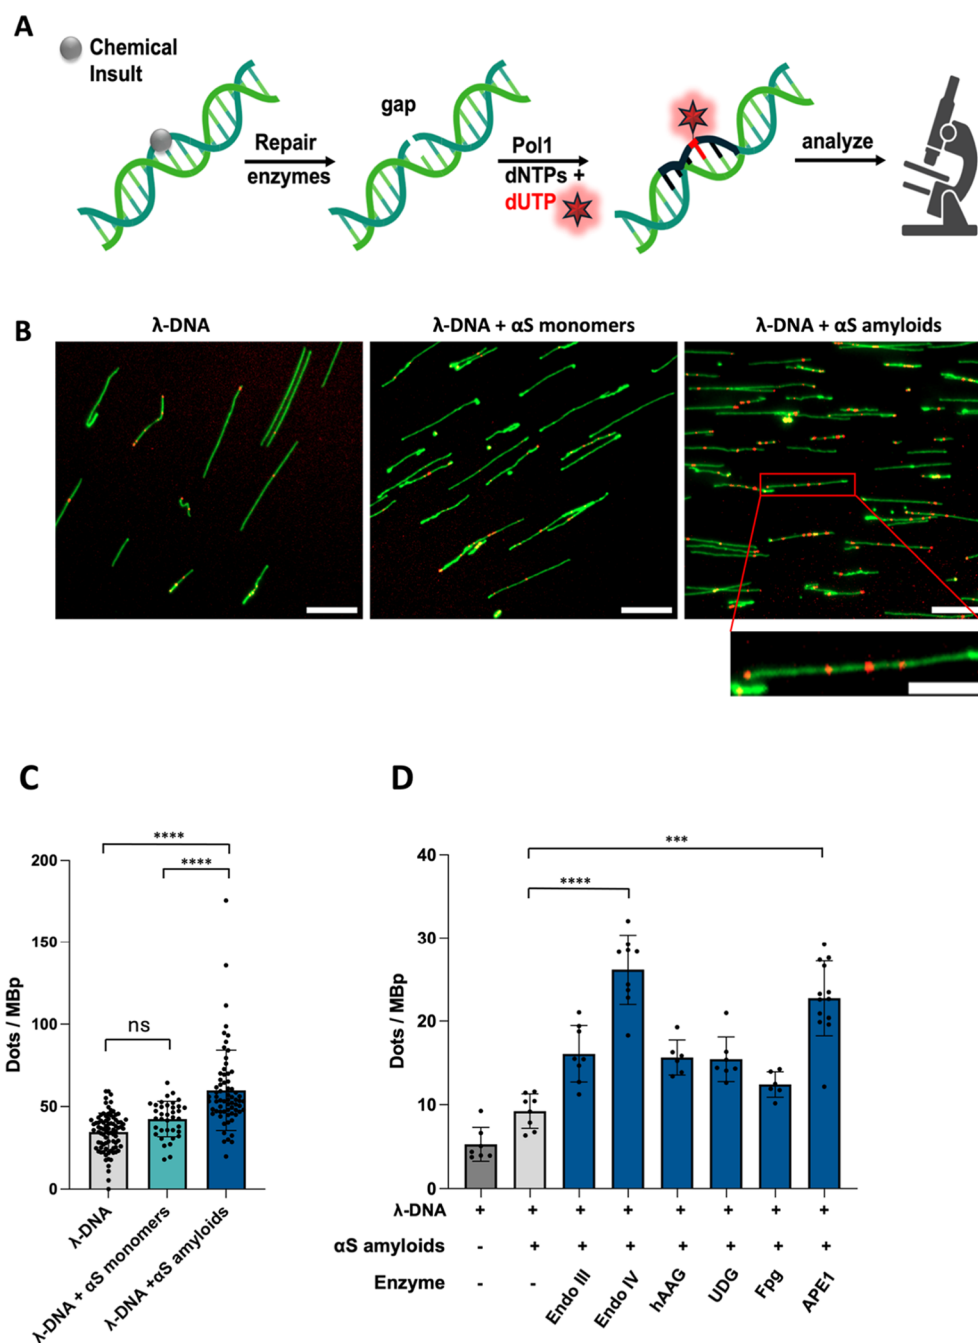 A
Chemical
Insult
Repair
enzymes
gap
Pol1
dNTPs +
dUTP
analyze
B
λ-DNA
λ-DNA + αS monomers
λ-DNA + αS amyloids
C
****
****
ns
Dots / MBp
200
150
100
50
0
λ-DNA
λ-DNA + αS monomers
λ-DNA +αS amyloids
D
***
****
Dots / MBp
40
30
20
10
0
λ-DNA + + + + + + + +
αS amyloids - + + + + + + +
Enzyme - - Endo III Endo IV hAAG UDG Fpg APE1